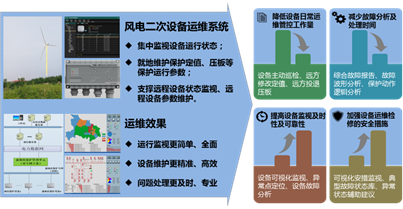 风电二次设备运维系统
集中监视设备运行状态；
就地维护保护定值、压板等
保护运行参数；
支撑远程设备状态监视、远
程设备参数维护。
运维效果
运行监视更简单、全面
设备维护更精准、高效
问题处理更及时、专业
降低设备日常运
维管控工作量
设备主动巡检、远方
修改定值、远方投退
压板
减少故障分析及
处理时间
综合故障报告、故障
波形分析、保护动作
逻辑分析
提高设备监视及时
性及可靠性
设备可视化监视、异
常点定位、设备故障分
析
加强设备运维检
修的安全措施
可视化安措监视、典
型故障状态库、异常
状态辅助建议